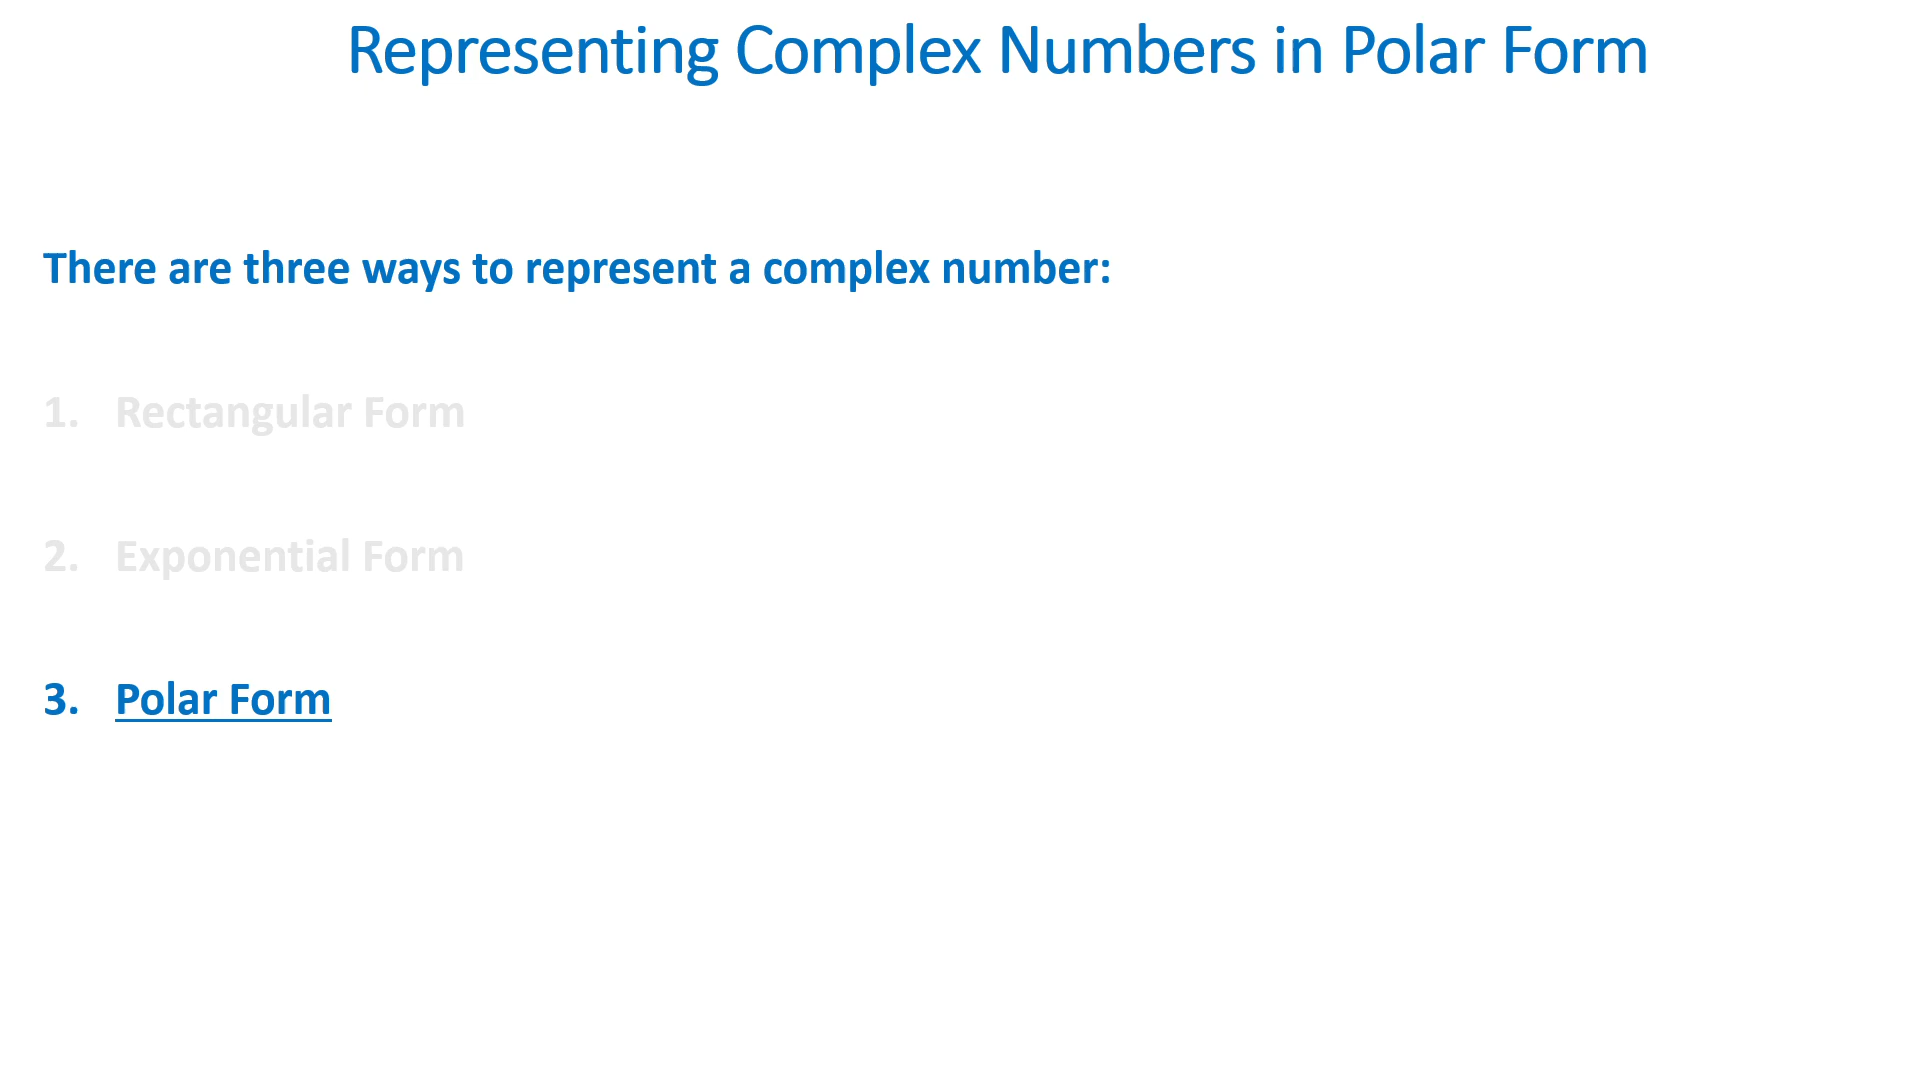 Representing Complex Numbers in Polar Form
There are three ways to represent a complex number:
1. Rectangular Form
2. Exponential Form
3. Polar Form